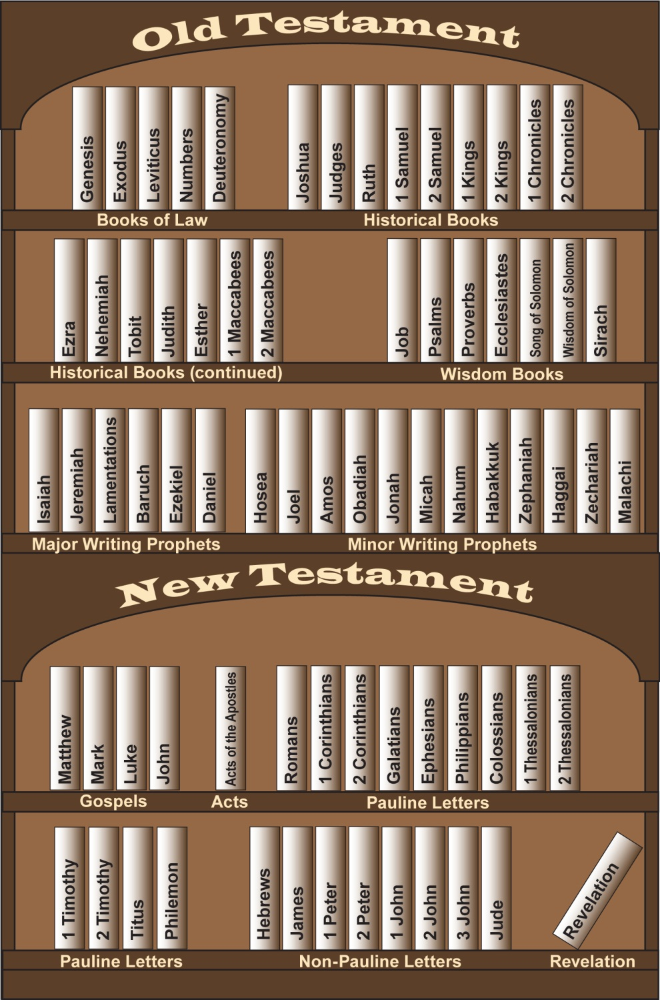 Old Testament
Genesis
Exodus
Leviticus
Numbers
Deuteronomy
Joshua
Judges
Ruth
1 Samuel
2 Samuel
1 Kings
2 Kings
1 Chronicles
2 Chronicles
Books of Law
Historical Books
Ezra
Nehemiah
Tobit
Judith
Esther
1 Maccabees
2 Maccabees
Job
Psalms
Proverbs
Ecclesiastes
Song of Solomon
Wisdom of Solomon
Sirach
Historical Books (continued)
Wisdom Books
Isaiah
Jeremiah
Lamentations
Baruch
Ezekiel
Daniel
Hosea
Joel
Amos
Obadiah
Jonah
Micah
Nahum
Habakkuk
Zephaniah
Haggai
Zechariah
Malachi
Major Writing Prophets
Minor Writing Prophets
New Testament
Matthew
Mark
Luke
John
Acts of the Apostles
Romans
1 Corinthians
2 Corinthians
Galatians
Ephesians
Philippians
Colossians
1 Thessalonians
2 Thessalonians
Gospels
Acts
Pauline Letters
1 Timothy
2 Timothy
Titus
Philemon
Hebrews
James
1 Peter
2 Peter
1 John
2 John
3 John
Jude
Revelation
Pauline Letters
Non-Pauline Letters
Revelation